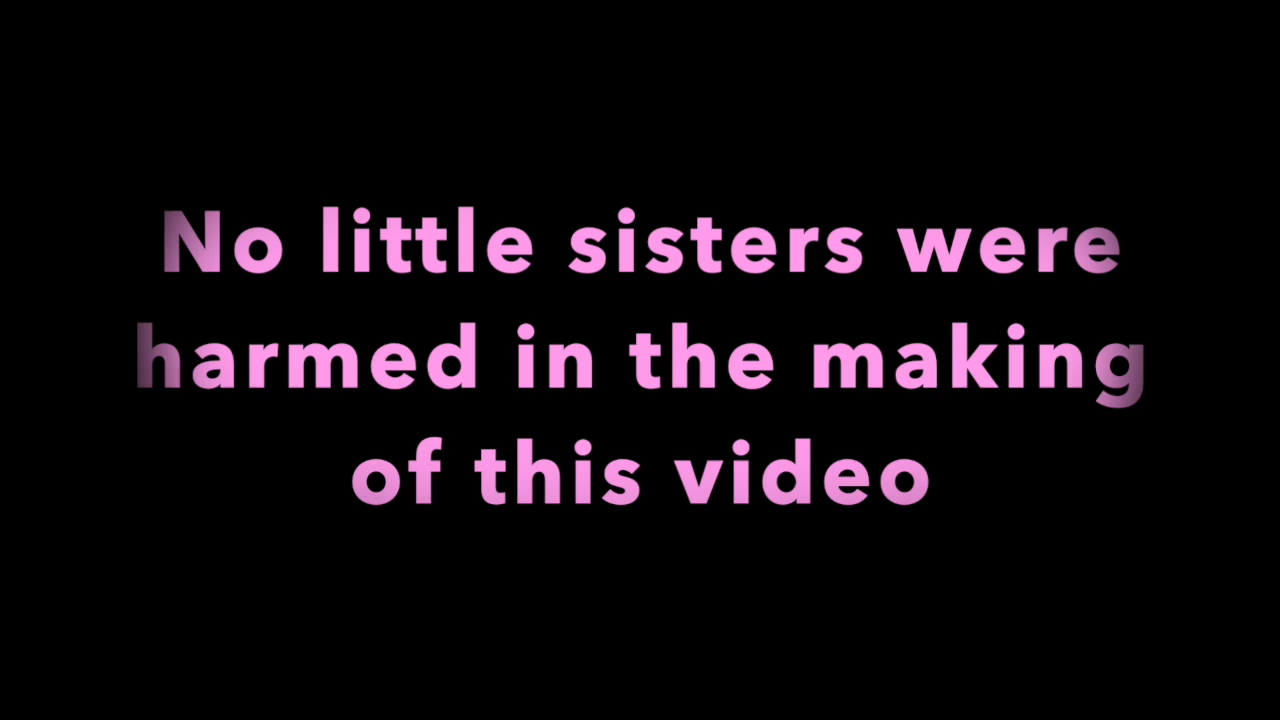 No little sisters were
harmed in the making
of this video